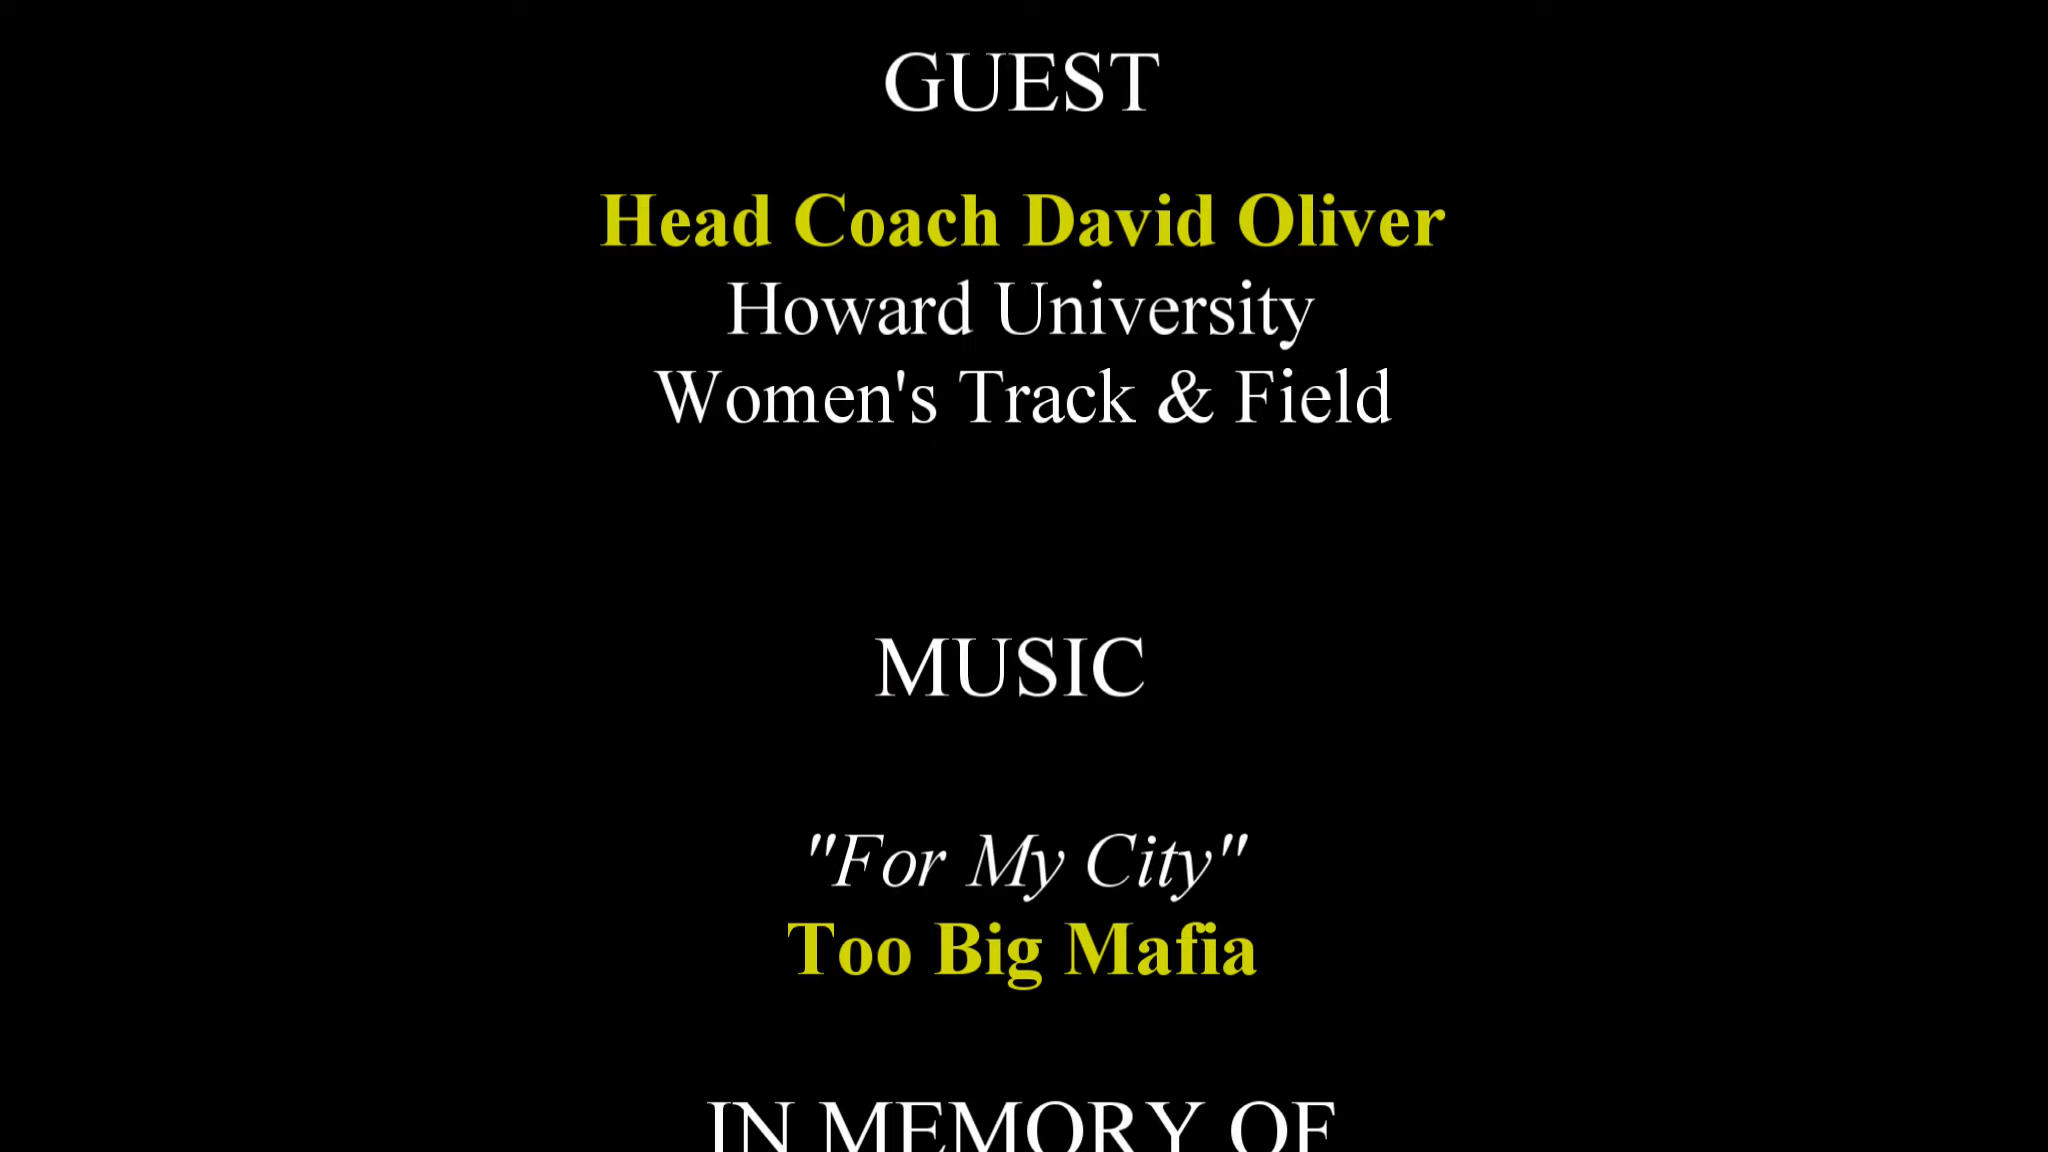 GUEST
Head Coach David Oliver
Howard University
Women's Track & Field
MUSIC
"For My City"
Too Big Mafia
IN MEMORY OF